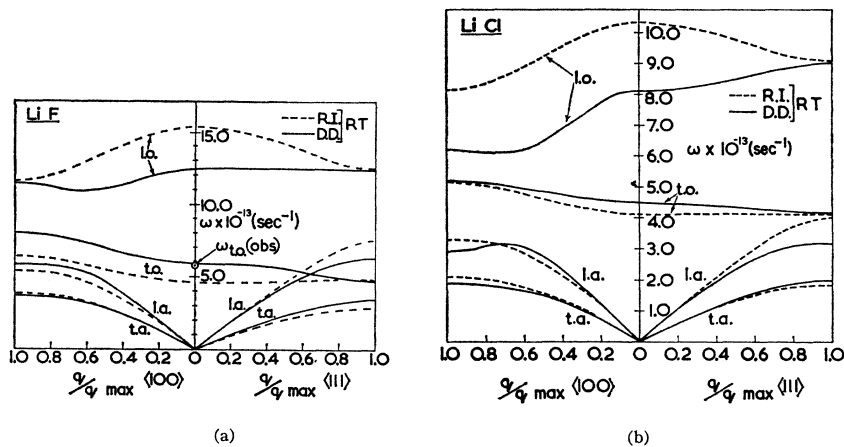 Li F
R.I.
D.D. ] RT
15.0
l.o.
10.0
ω x 10⁻¹³ (sec⁻¹)
ω t.o. (obs)
t.o.
5.0
l.a.
l.a.
t.a.
t.a.
1.0 0.8 0.6 0.4 0.2 0 0.2 0.4 0.6 0.8 1.0
q/q max ⟨100⟩ q/q max ⟨111⟩
(a)
Li Cl
10.0
9.0
l.o.
R.I.
D.D. ] RT
8.0
7.0
ω x 10⁻¹³ (sec⁻¹)
6.0
5.0
t.o.
4.0
3.0
l.a.
l.a.
2.0
t.a.
t.a.
1.0
1.0 0.8 0.6 0.4 0.2 0 0.2 0.4 0.6 0.8 1.0
q/q max ⟨100⟩ q/q max ⟨111⟩
(b)